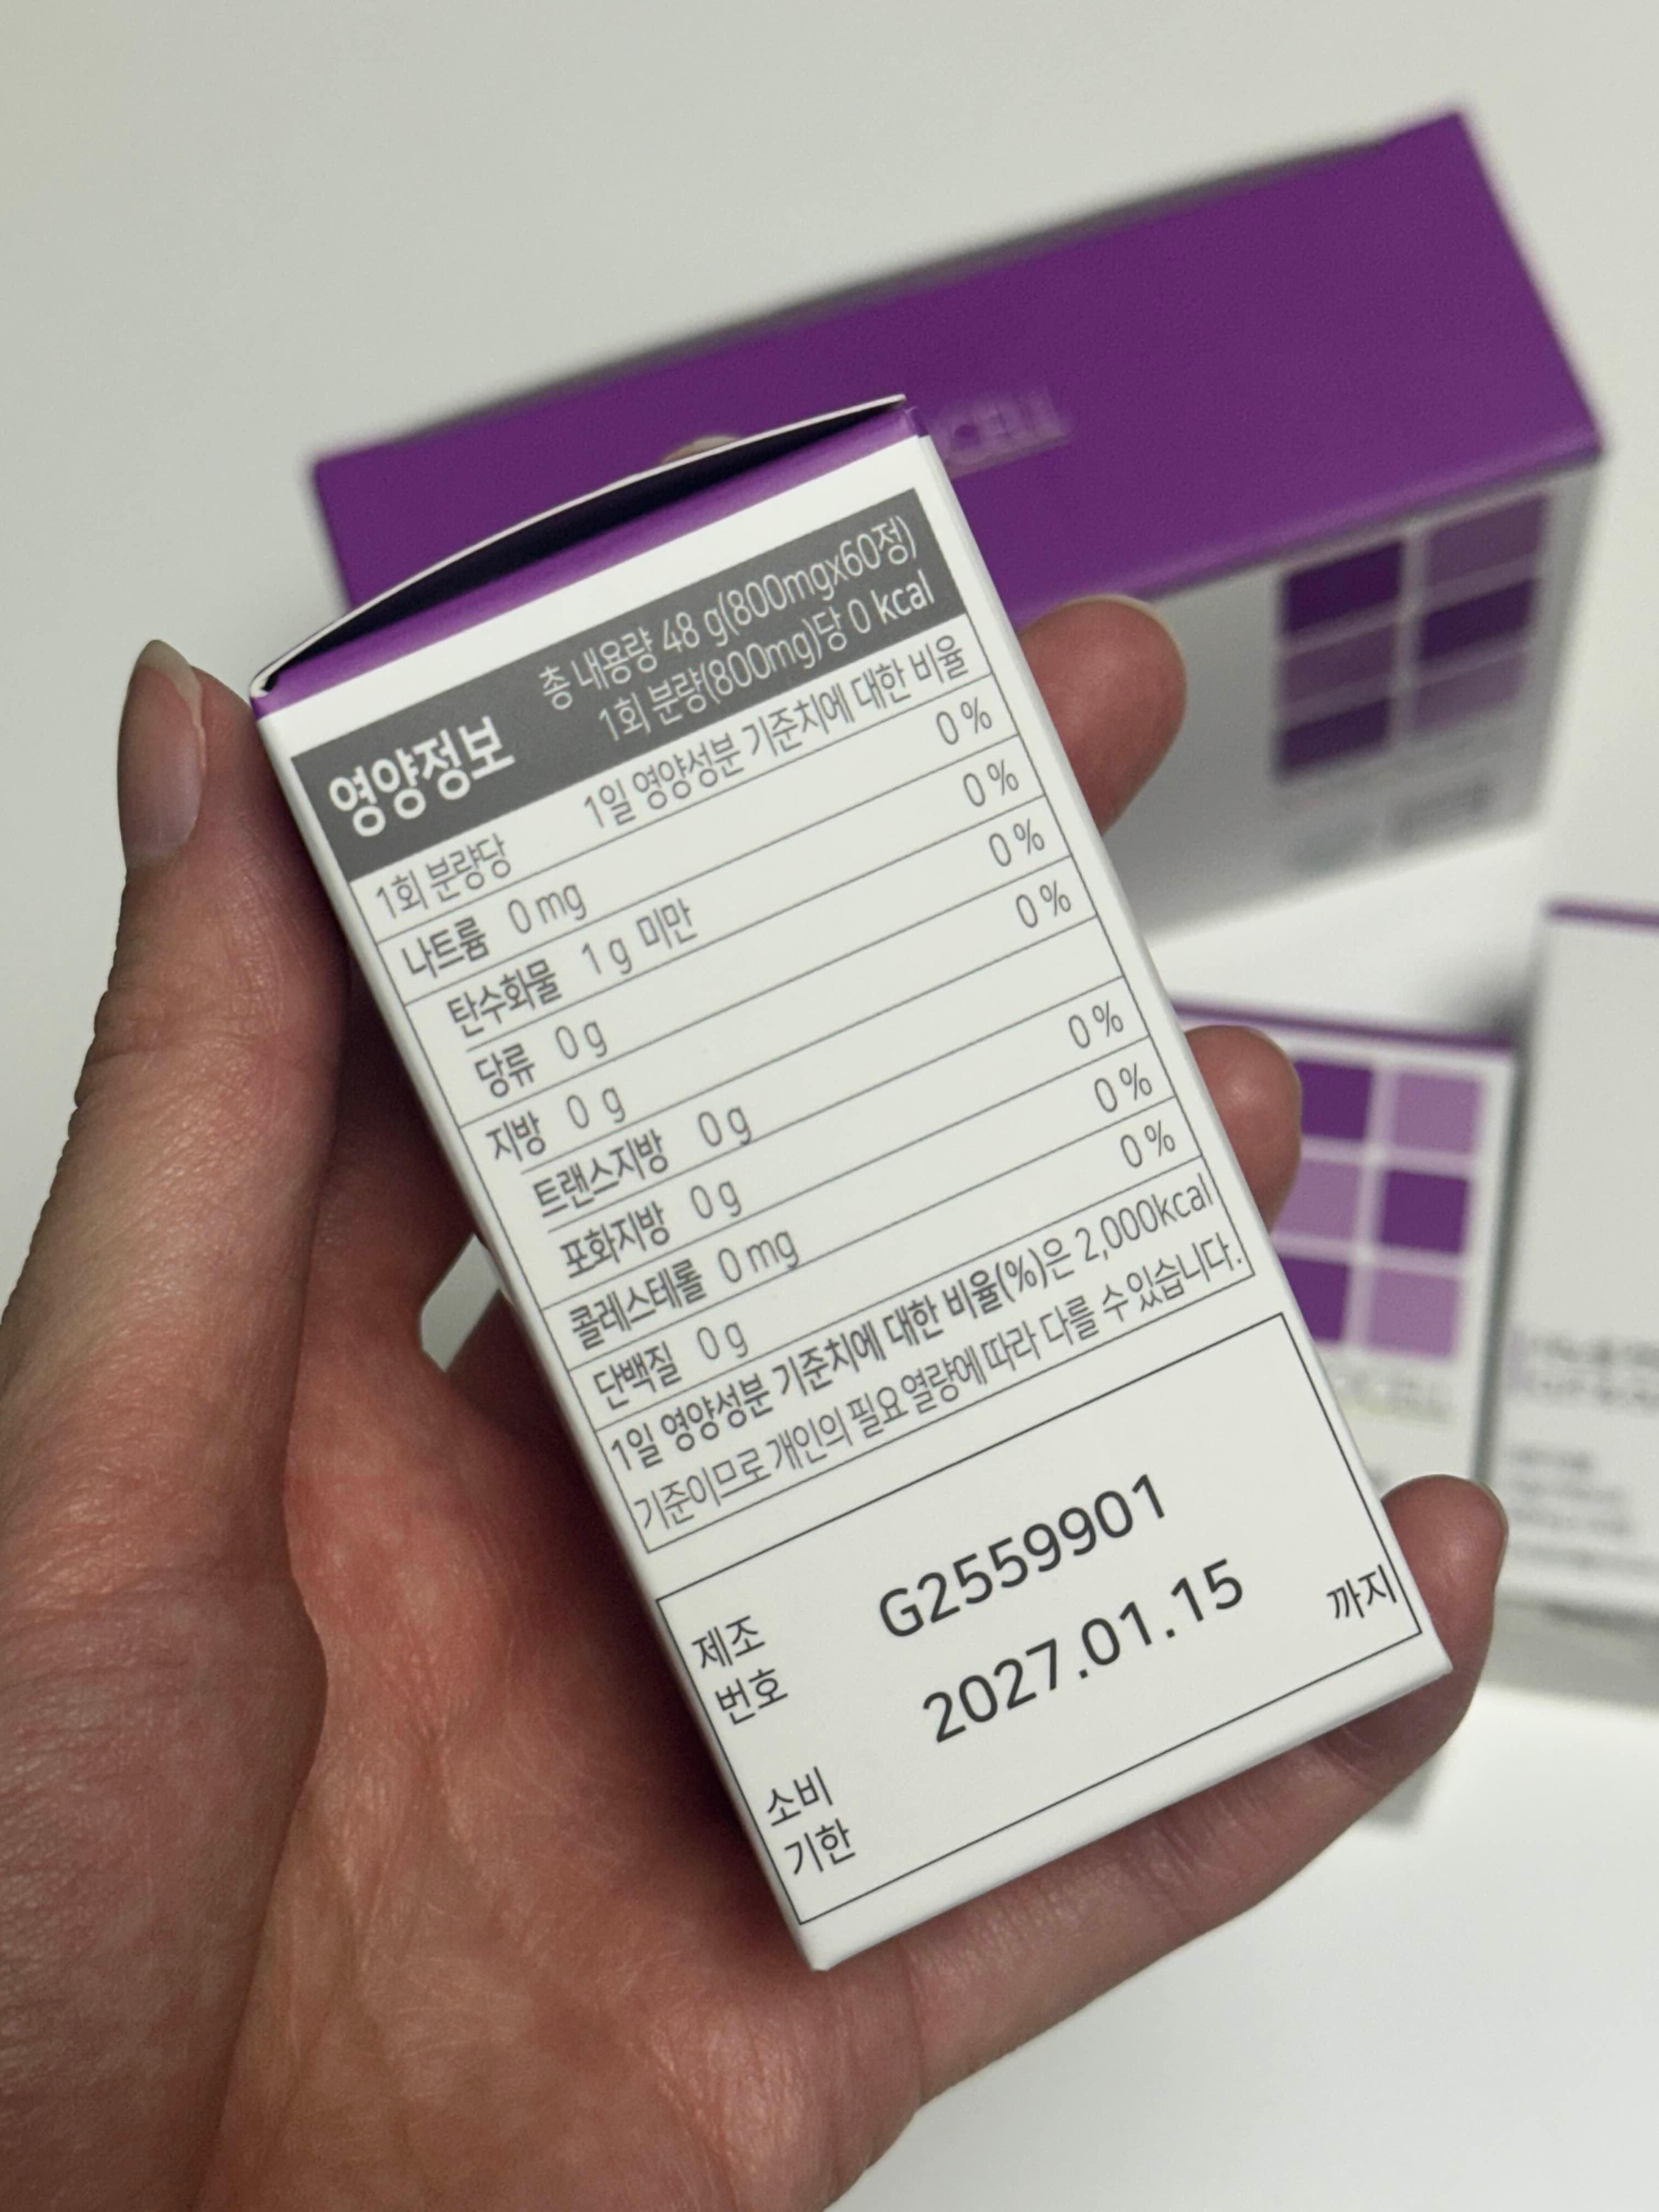 영양정보
총 내용량 48 g(800mgx60정)
1회 분량(800mg)당 0 kcal
1회 분량당 1일 영양성분 기준치에 대한 비율
나트륨 0 mg 0 %
탄수화물 1 g 미만 0 %
당류 0 g 0 %
지방 0 g 0 %
트랜스지방 0 g
포화지방 0 g 0 %
콜레스테롤 0 mg 0 %
단백질 0 g 0 %
1일 영양성분 기준치에 대한 비율(%)은 2,000kcal
기준이므로 개인의 필요 열량에 따라 다를 수 있습니다.
제조
번호
G2559901
2027.01.15 까지
소비
기한
CELL